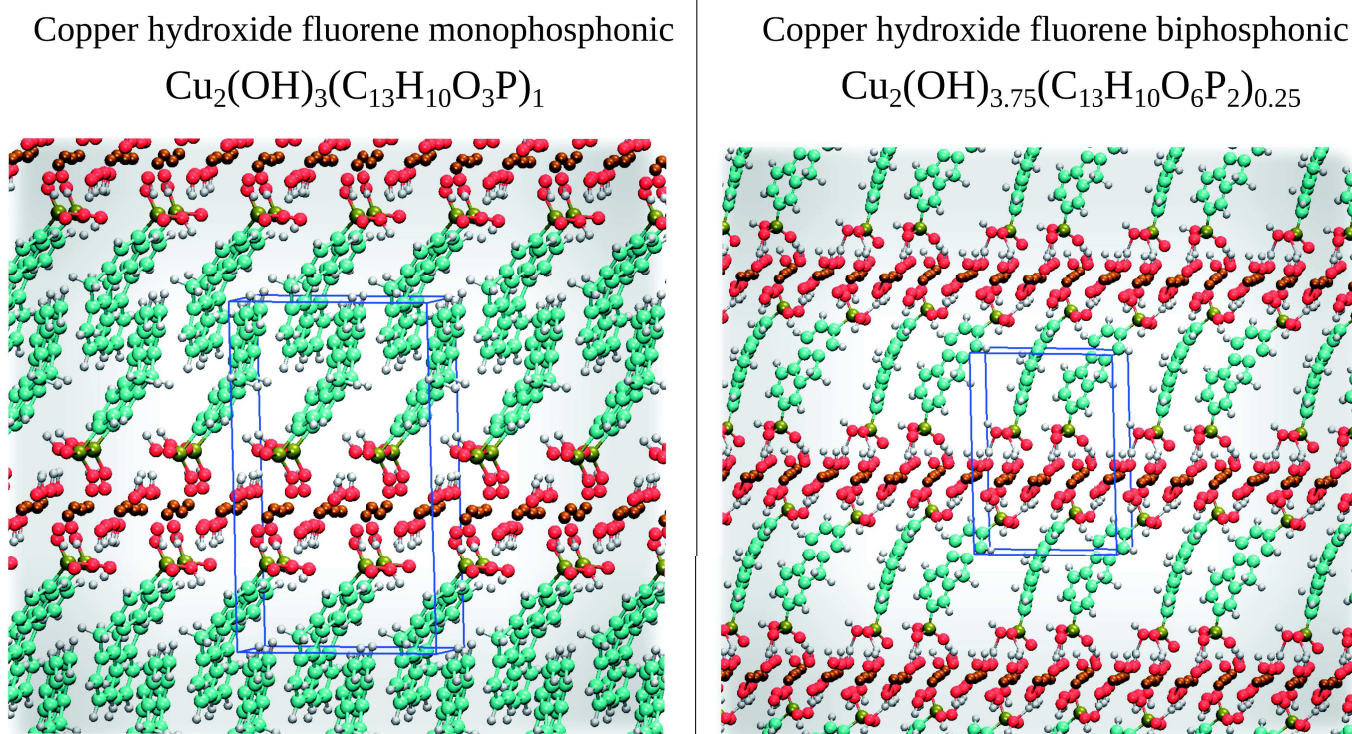 Copper hydroxide fluorene monophosphonic
Cu₂(OH)₃(C₁₃H₁₀O₃P)₁
Copper hydroxide fluorene biphosphonic
Cu₂(OH)₃.₇₅(C₁₃H₁₀O₆P₂)₀.₂₅